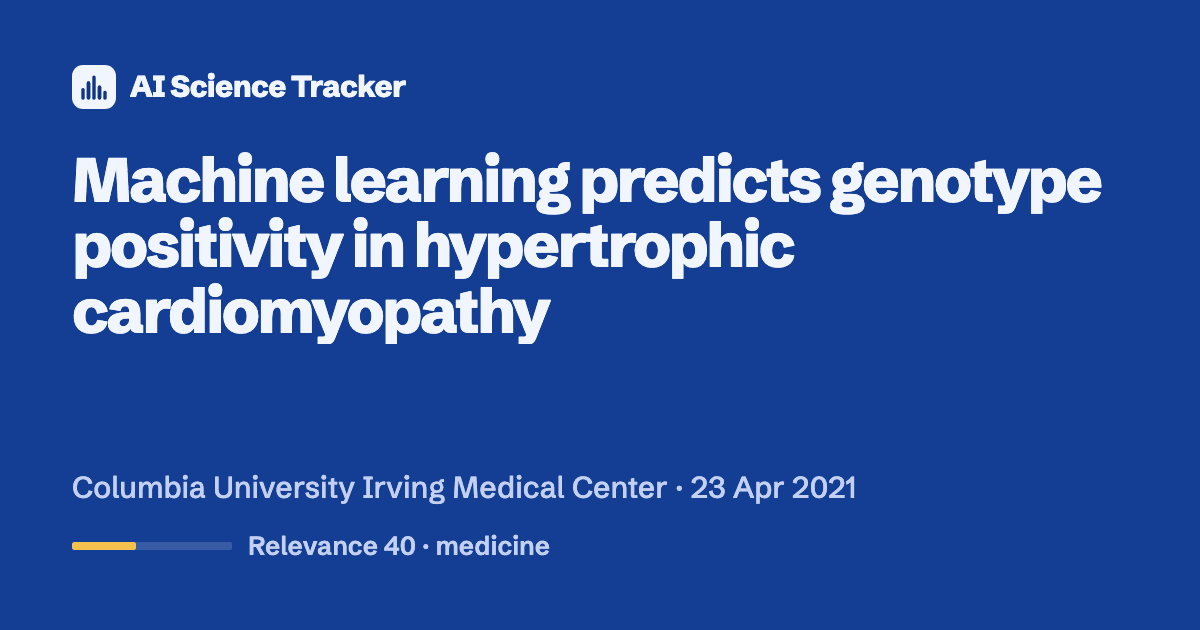 AI Science Tracker
Machine learning predicts genotype
positivity in hypertrophic
cardiomyopathy
Columbia University Irving Medical Center · 23 Apr 2021
Relevance 40 · medicine